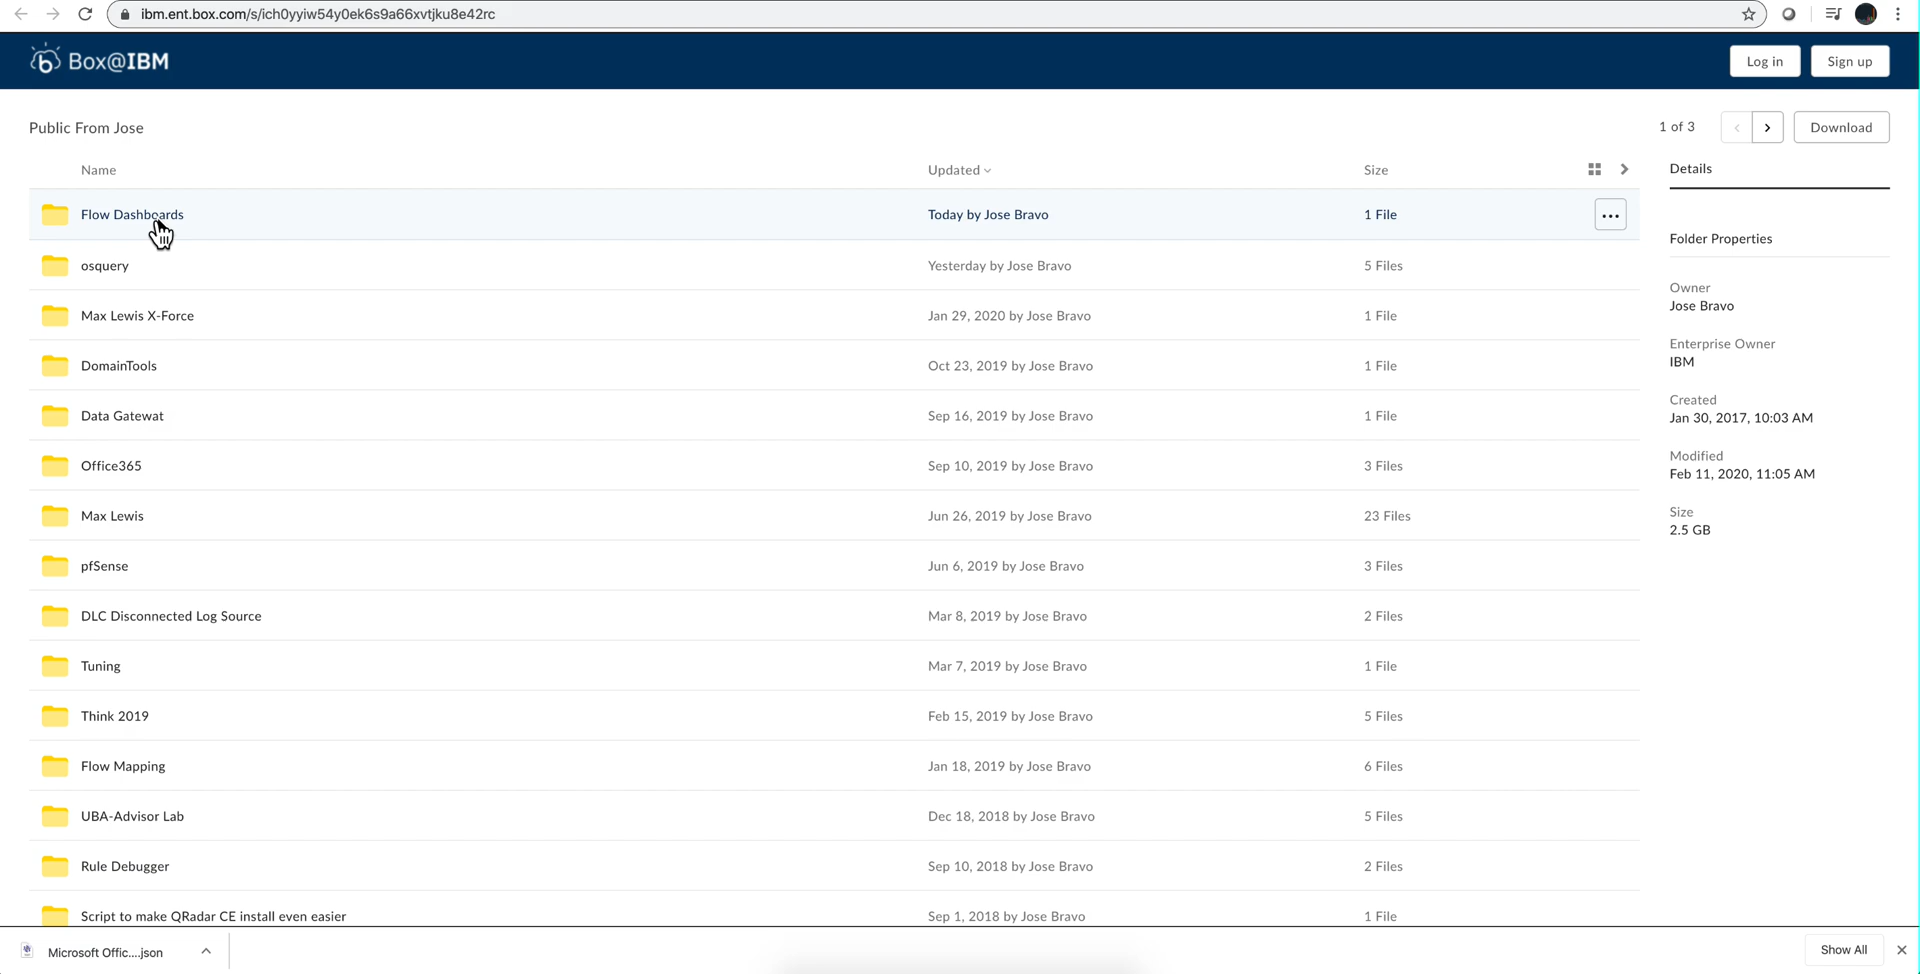 ibm.ent.box.com/s/ich0yyiw54y0ek6s9a66xvtjku8e42rc
Box@IBM
Log in
Sign up
Public From Jose
1 of 3
Download
Name Updated Size
Details
Flow Dashboards Today by Jose Bravo 1 File
Folder Properties
osquery Yesterday by Jose Bravo 5 Files
Owner
Jose Bravo
Max Lewis X-Force Jan 29, 2020 by Jose Bravo 1 File
Enterprise Owner
IBM
DomainTools Oct 23, 2019 by Jose Bravo 1 File
Created
Jan 30, 2017, 10:03 AM
Data Gatewat Sep 16, 2019 by Jose Bravo 1 File
Modified
Feb 11, 2020, 11:05 AM
Office365 Sep 10, 2019 by Jose Bravo 3 Files
Size
2.5 GB
Max Lewis Jun 26, 2019 by Jose Bravo 23 Files
pfSense Jun 6, 2019 by Jose Bravo 3 Files
DLC Disconnected Log Source Mar 8, 2019 by Jose Bravo 2 Files
Tuning Mar 7, 2019 by Jose Bravo 1 File
Think 2019 Feb 15, 2019 by Jose Bravo 5 Files
Flow Mapping Jan 18, 2019 by Jose Bravo 6 Files
UBA-Advisor Lab Dec 18, 2018 by Jose Bravo 5 Files
Rule Debugger Sep 10, 2018 by Jose Bravo 2 Files
Script to make QRadar CE install even easier Sep 1, 2018 by Jose Bravo 1 File
Microsoft Offic....json
Show All